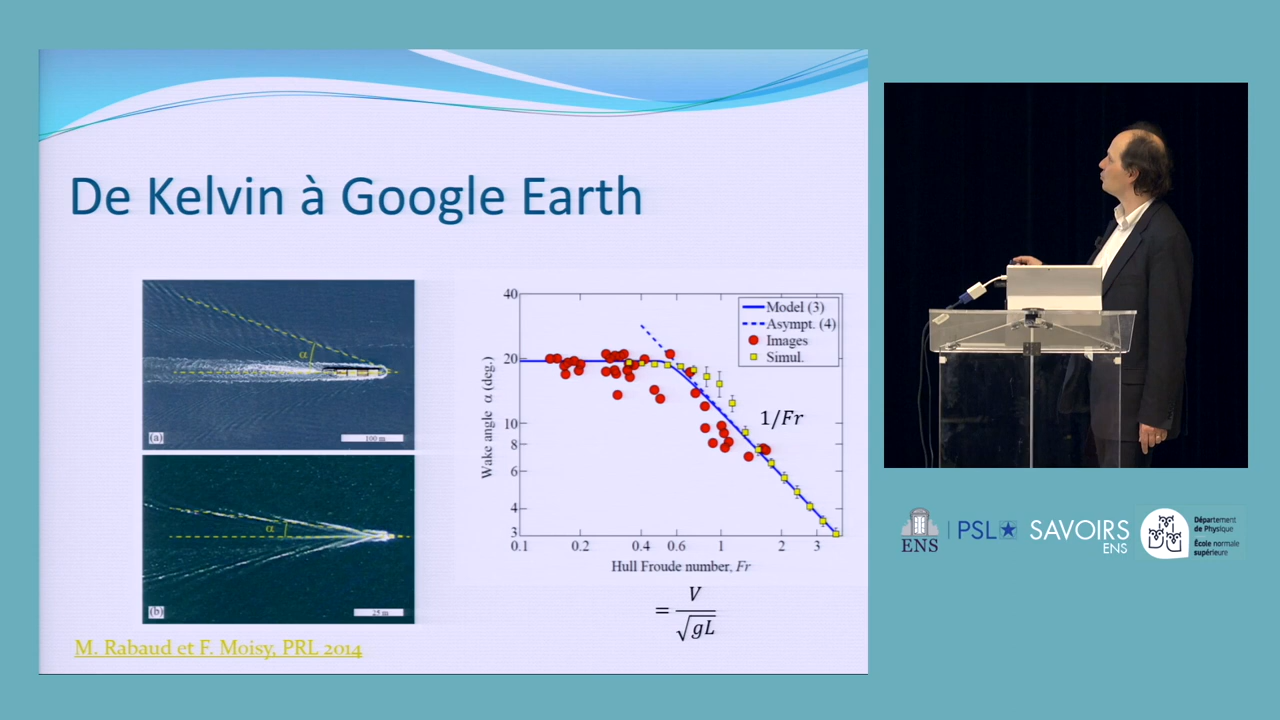 De Kelvin à Google Earth
α
(a)
100 m
α
(b)
25 m
M. Rabaud et F. Moisy, PRL 2014
Model (3)
Asympt. (4)
Images
Simul.
1/Fr
Wake angle α (deg.)
40
20
10
8
6
4
3
0.1
0.2
0.4
0.6
1
2
3
Hull Froude number, Fr
= V / √gL
ENS
PSL
SAVOIRS
ENS
Département
de Physique
École normale
supérieure